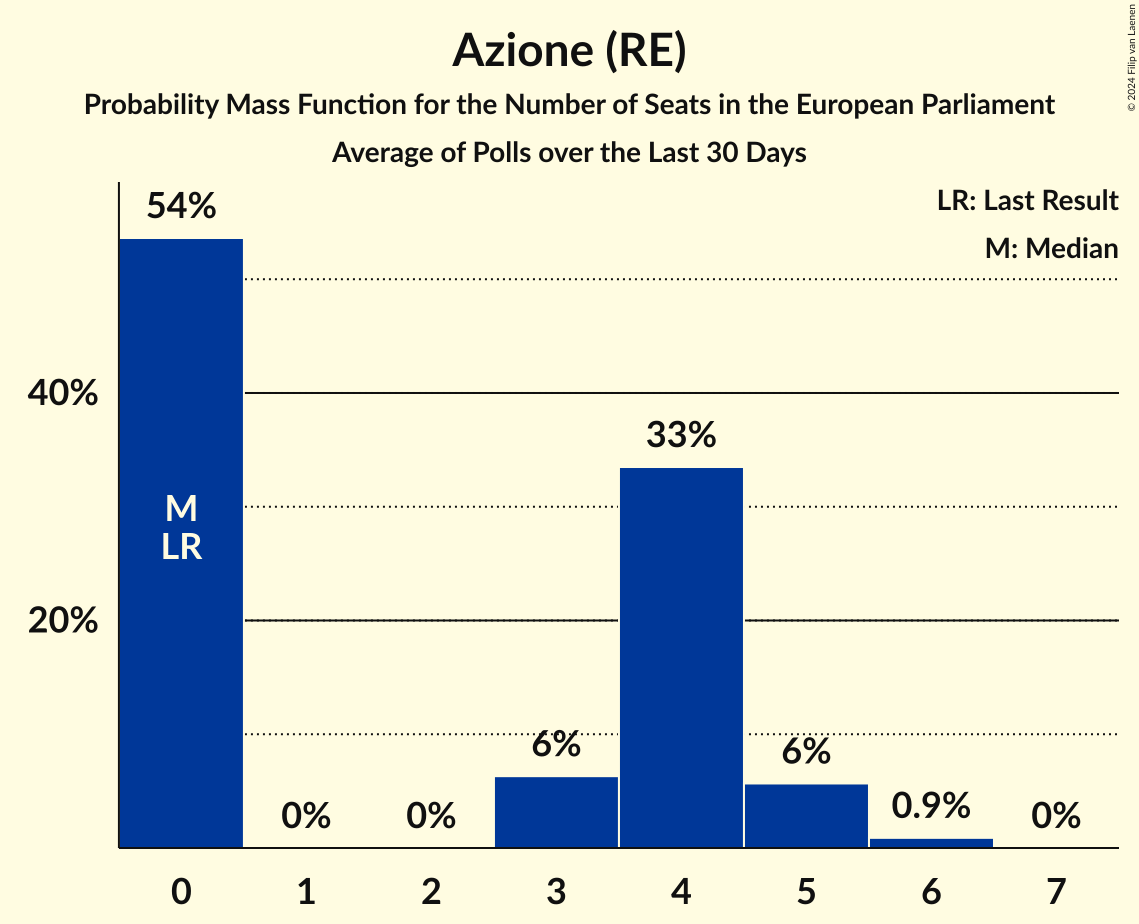 Azione (RE)
Probability Mass Function for the Number of Seats in the European Parliament
Average of Polls over the Last 30 Days
© 2024 Filip van Laenen
LR: Last Result
M: Median
54%
40%
33%
M
LR
20%
6%
6%
0%
0%
0.9%
0%
0 1 2 3 4 5 6 7